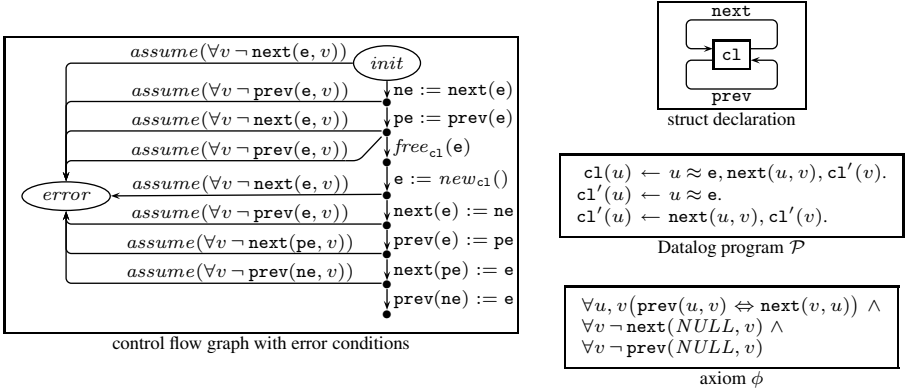 assume(∀v ¬ next(e, v))
init
ne := next(e)
assume(∀v ¬ prev(e, v))
pe := prev(e)
assume(∀v ¬ next(e, v))
free_cl(e)
assume(∀v ¬ prev(e, v))
e := new_cl()
assume(∀v ¬ next(e, v))
error
next(e) := ne
assume(∀v ¬ prev(e, v))
prev(e) := pe
assume(∀v ¬ next(pe, v))
next(pe) := e
assume(∀v ¬ prev(ne, v))
prev(ne) := e
control flow graph with error conditions
next
cl
prev
struct declaration
cl(u) ← u ≈ e, next(u, v), cl′(v).
cl′(u) ← u ≈ e.
cl′(u) ← next(u, v), cl′(v).
Datalog program 𝒫
∀u, v(prev(u, v) ⇔ next(v, u)) ∧
∀v ¬ next(NULL, v) ∧
∀v ¬ prev(NULL, v)
axiom ϕ